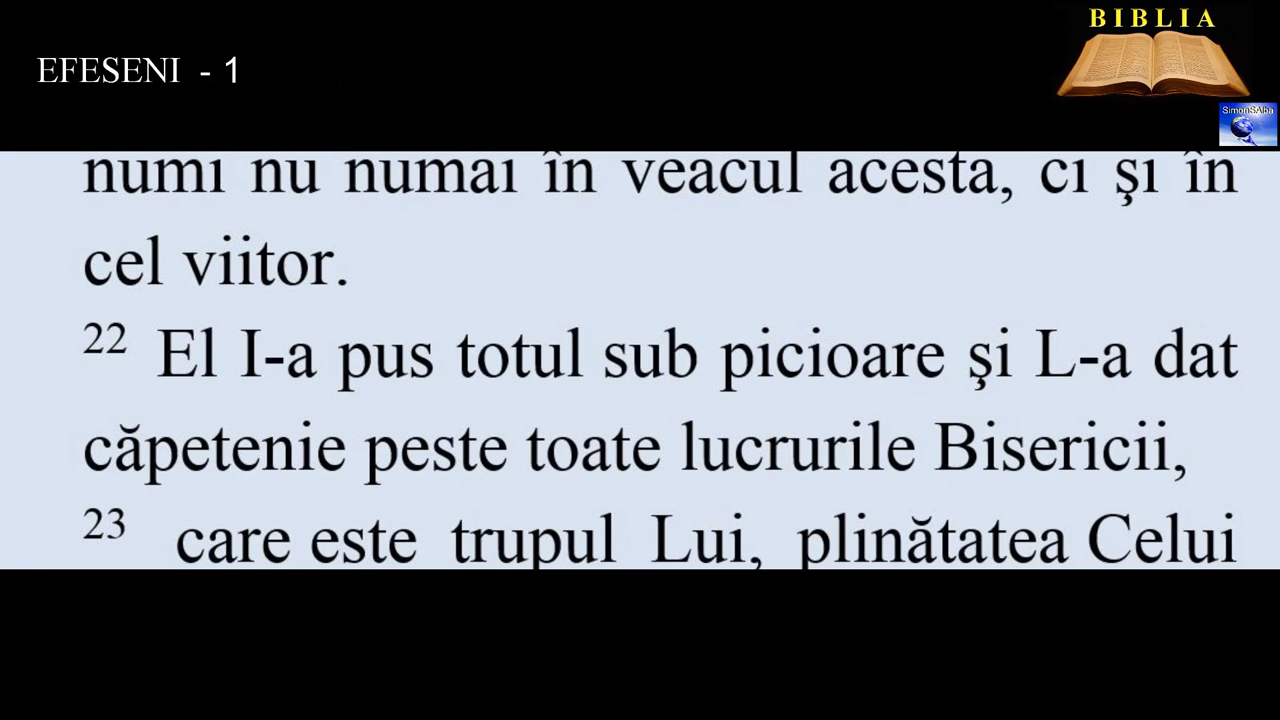 BIBLIA
EFESENI - 1
SimonSAlba
numi nu numai în veacul acesta, ci şi în
cel viitor.
22 El I-a pus totul sub picioare şi L-a dat
căpetenie peste toate lucrurile Bisericii,
23 care este trupul Lui, plinătatea Celui